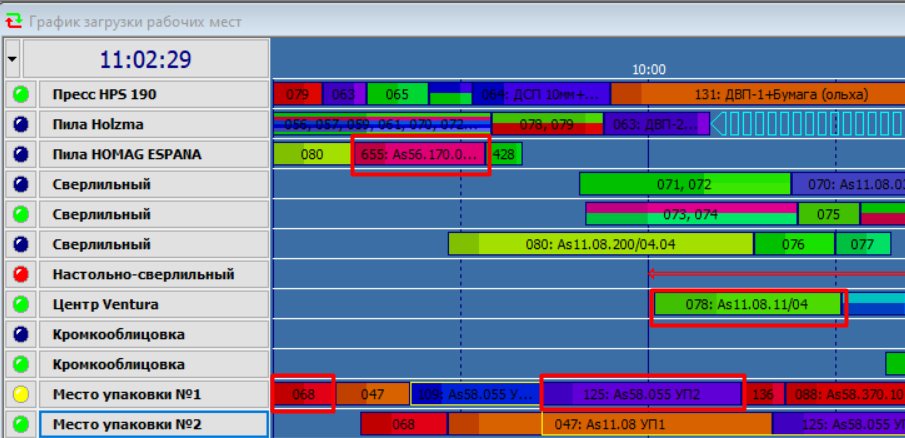 График загрузки рабочих мест
11:02:29
10:00
Пресс HPS 190
079 063 065 064: ДСП 10мм+... 131: ДВП-1+Бумага (ольха)
Пила Holzma
056, 057, 059, 061, 070, 072... 078, 079 063: ДВП-2...
Пила HOMAG ESPANA
080 655: As56.170.0... 428
Сверлильный
071, 072 070: As11.08.0
Сверлильный
073, 074 075
Сверлильный
080: As11.08.200/04.04 076 077
Настольно-сверлильный
Центр Ventura
078: As11.08.11/04
Кромкооблицовка
Кромкооблицовка
Место упаковки №1
068 047 109: As58.055 У... 125: As58.055 УП2 136 088: As58.370.10
Место упаковки №2
068 047: As11.08 УП1 125: As58.055 УП